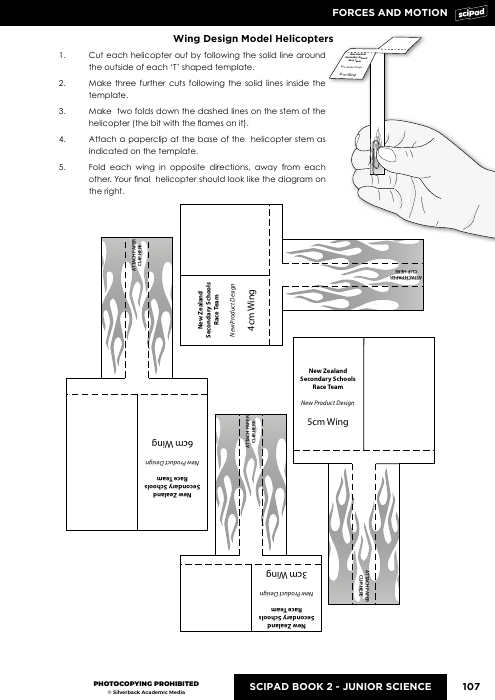 FORCES AND MOTION
scipad
Wing Design Model Helicopters
1. Cut each helicopter out by following the solid line around
the outside of each 'T' shaped template.
2. Make three further cuts following the solid lines inside the
template.
3. Make two folds down the dashed lines on the stem of the
helicopter (the bit with the flames on it).
4. Attach a paperclip at the base of the helicopter stem as
indicated on the template.
5. Fold each wing in opposite directions, away from each
other. Your final helicopter should look like the diagram on
the right.
ATTACH PAPER
CLIP HERE
New Zealand
Secondary Schools
Race Team
New Product Design
4cm Wing
ATTACH PAPER
CLIP HERE
New Zealand
Secondary Schools
Race Team
New Product Design
5cm Wing
ATTACH PAPER
CLIP HERE
New Zealand
Secondary Schools
Race Team
New Product Design
6cm Wing
ATTACH PAPER
CLIP HERE
New Zealand
Secondary Schools
Race Team
New Product Design
3cm Wing
PHOTOCOPYING PROHIBITED
© Silverback Academic Media
SCIPAD BOOK 2 - JUNIOR SCIENCE
107